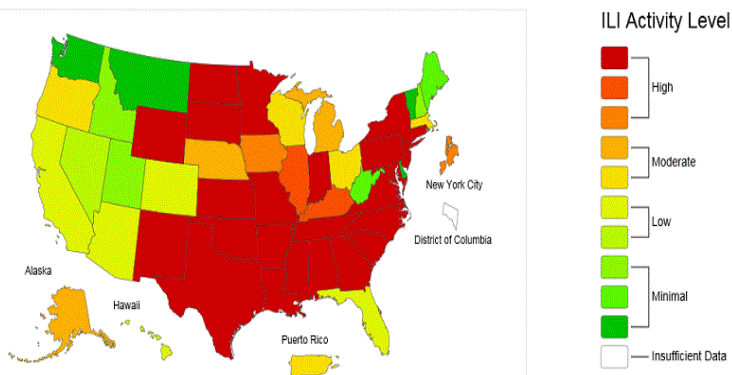 ILI Activity Level
High
Moderate
Low
Minimal
Insufficient Data
New York City
District of Columbia
Alaska
Hawaii
Puerto Rico